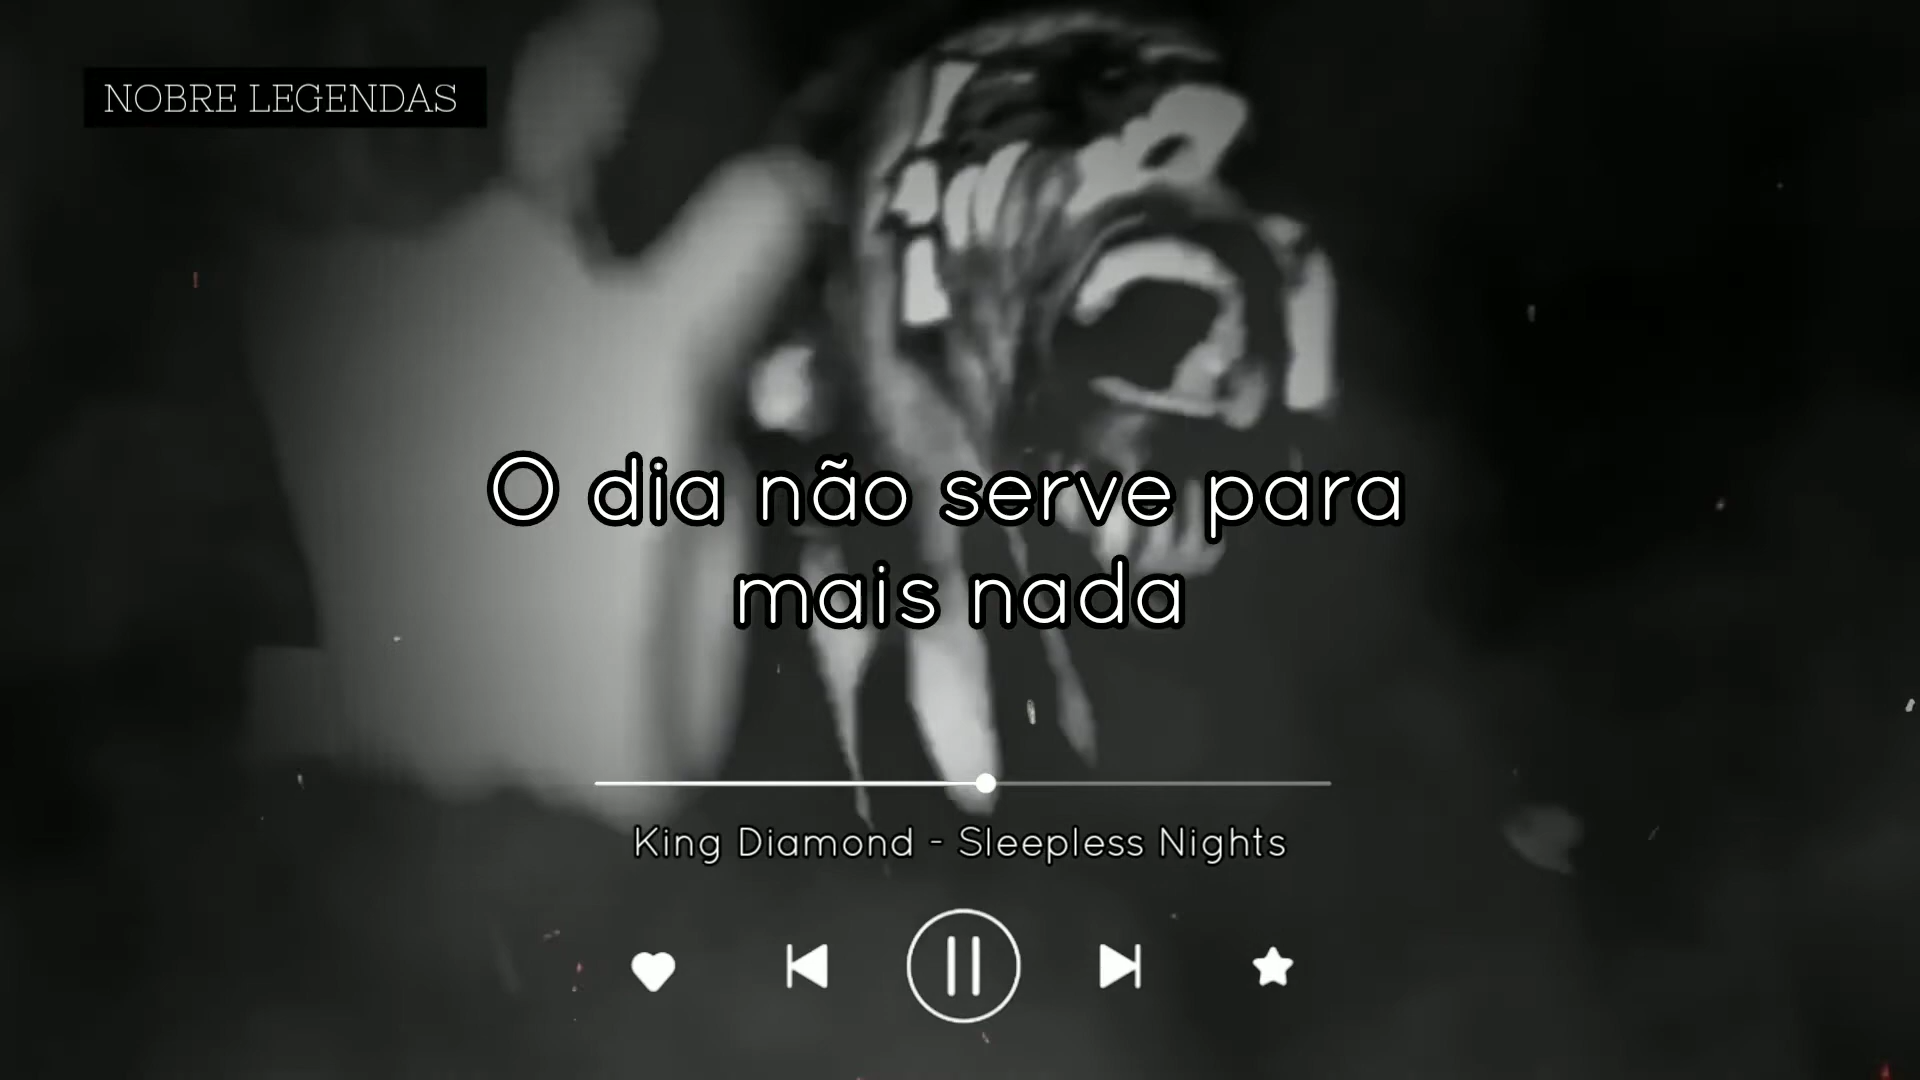 NOBRE LEGENDAS
O dia não serve para
mais nada
King Diamond - Sleepless Nights